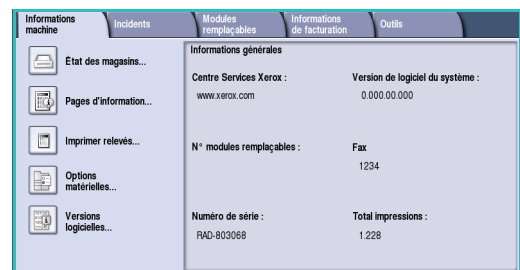 Informations
machine
Incidents
Modules
remplaçables
Informations
de facturation
Outils
État des magasins...
Pages d'information...
Imprimer relevés...
Options
matérielles...
Versions
logicielles...
Informations générales
Centre Services Xerox :
www.xerox.com
Version de logiciel du système :
0.000.00.000
N° modules remplaçables :
Fax
1234
Numéro de série :
RAD-803068
Total impressions :
1.228